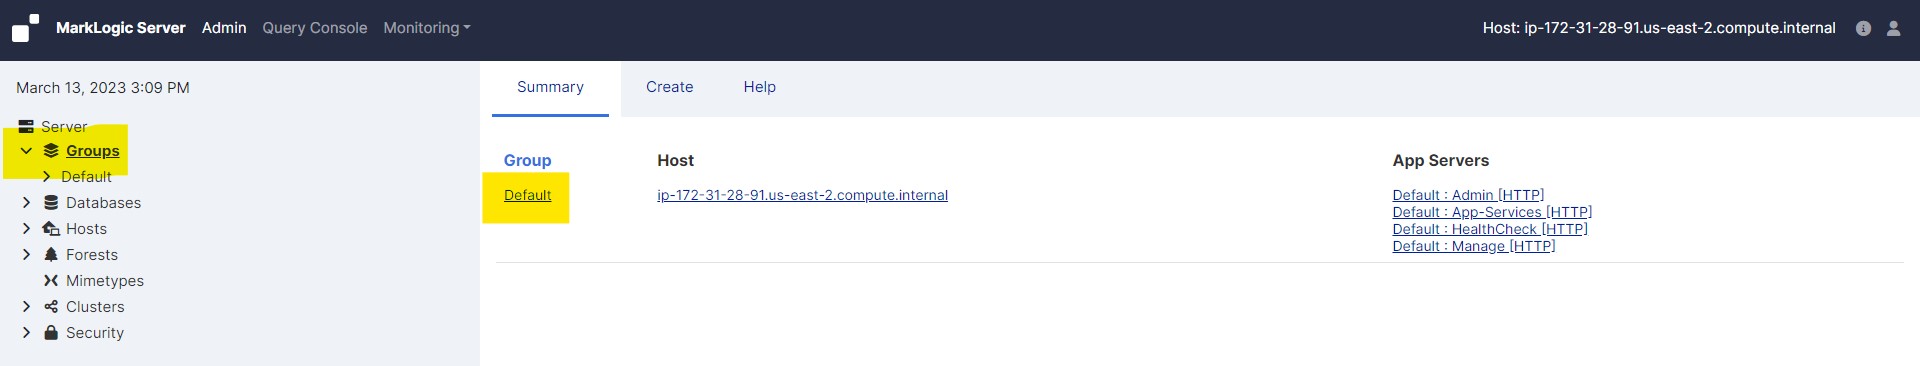 MarkLogic Server Admin Query Console Monitoring Host: ip-172-31-28-91.us-east-2.compute.internal
March 13, 2023 3:09 PM
Server
Groups
Default
Databases
Hosts
Forests
Mimetypes
Clusters
Security
Summary Create Help
Group Host App Servers
Default ip-172-31-28-91.us-east-2.compute.internal Default : Admin [HTTP]
Default : App-Services [HTTP]
Default : HealthCheck [HTTP]
Default : Manage [HTTP]